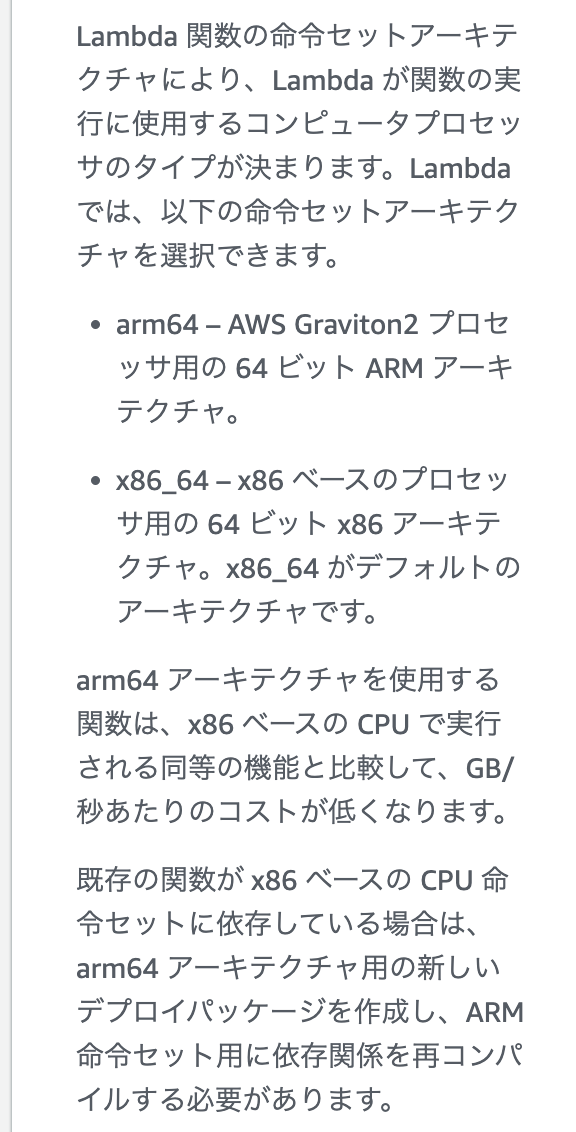 Lambda 関数の命令セットアーキテ
クチャにより、Lambda が関数の実
行に使用するコンピュータプロセッ
サのタイプが決まります。Lambda
では、以下の命令セットアーキテク
チャを選択できます。
• arm64 – AWS Graviton2 プロセ
ッサ用の 64 ビット ARM アーキ
テクチャ。
• x86_64 – x86 ベースのプロセッ
サ用の 64 ビット x86 アーキテ
クチャ。x86_64 がデフォルトの
アーキテクチャです。
arm64 アーキテクチャを使用する
関数は、x86 ベースの CPU で実行
される同等の機能と比較して、GB/
秒あたりのコストが低くなります。
既存の関数が x86 ベースの CPU 命
令セットに依存している場合は、
arm64 アーキテクチャ用の新しい
デプロイパッケージを作成し、ARM
命令セット用に依存関係を再コンパ
イルする必要があります。